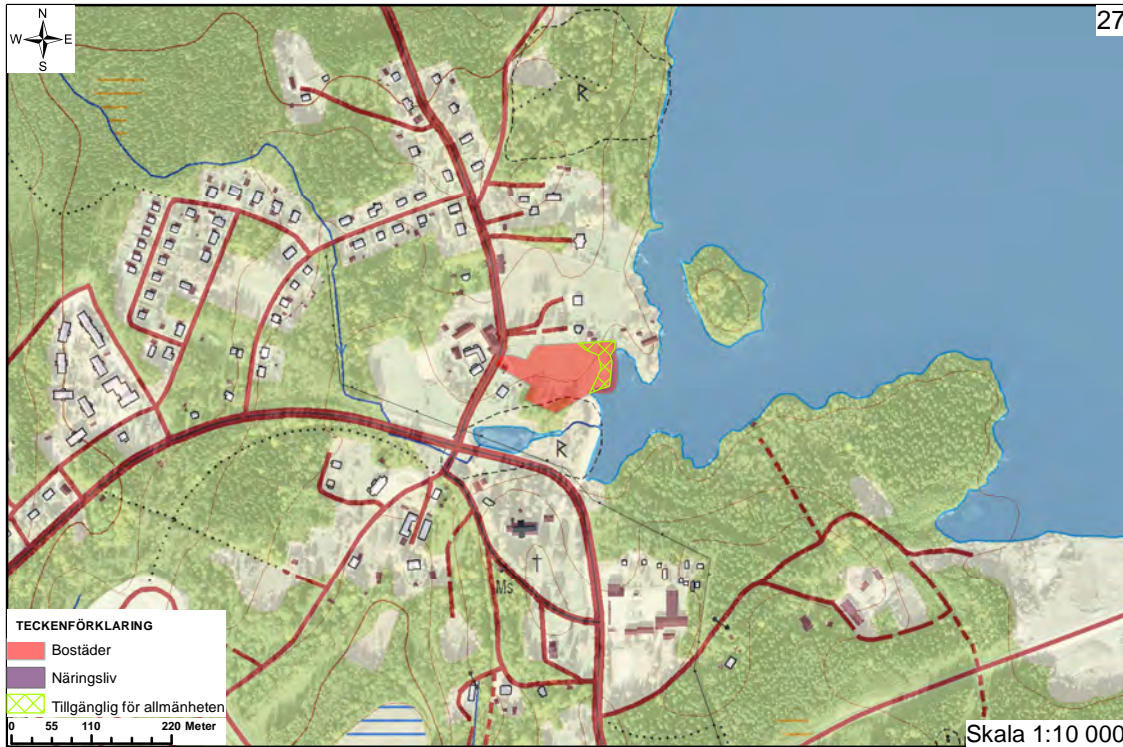 27
N
W E
S
R
R
†
Ms
TECKENFÖRKLARING
Bostäder
Näringsliv
Tillgänglig för allmänheten
0 55 110 220 Meter
Skala 1:10 000